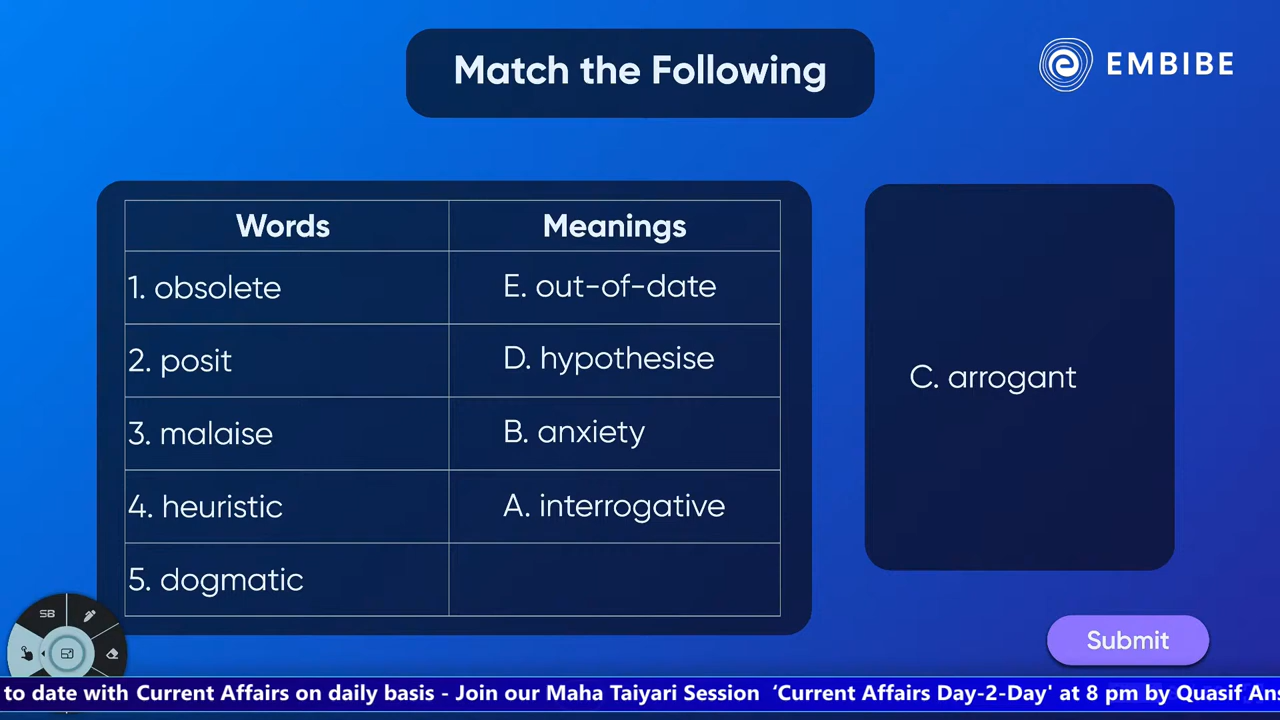 Match the Following
EMBIBE
Words Meanings
1. obsolete E. out-of-date
2. posit D. hypothesise
3. malaise B. anxiety
4. heuristic A. interrogative
5. dogmatic
C. arrogant
SB
Submit
to date with Current Affairs on daily basis - Join our Maha Taiyari Session ‘Current Affairs Day-2-Day' at 8 pm by Quasif Ans